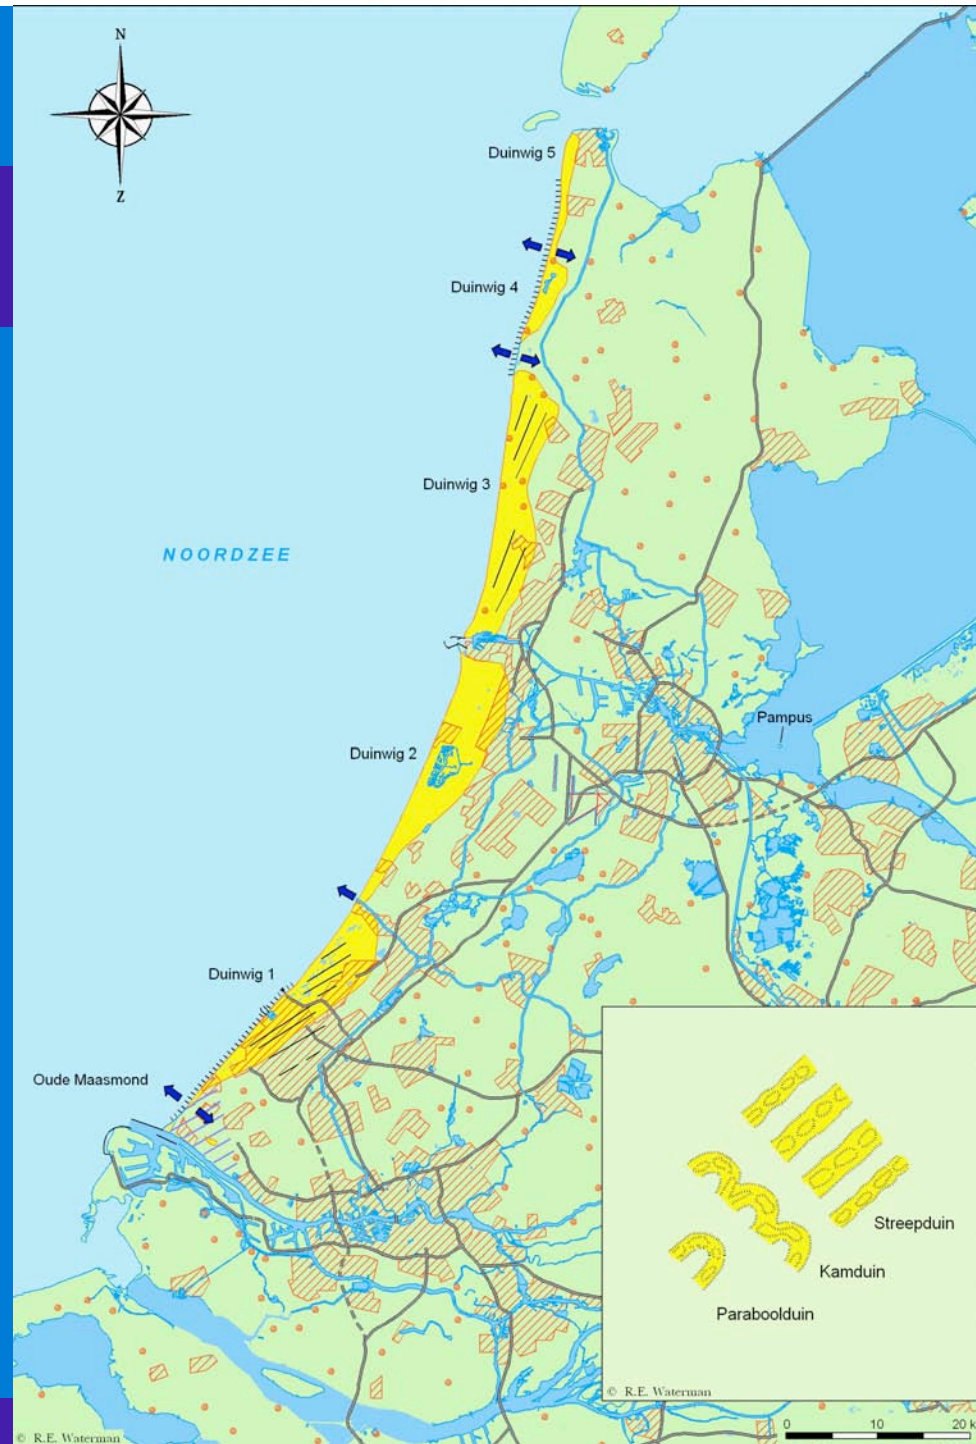 N
Z
Duinwig 5
Duinwig 4
Duinwig 3
NOORDZEE
Pampus
Duinwig 2
Duinwig 1
Oude Maasmond
Streepduin
Kamduin
Paraboolduin
© R.E. Waterman
0 10 20 k
© R.E. Waterman